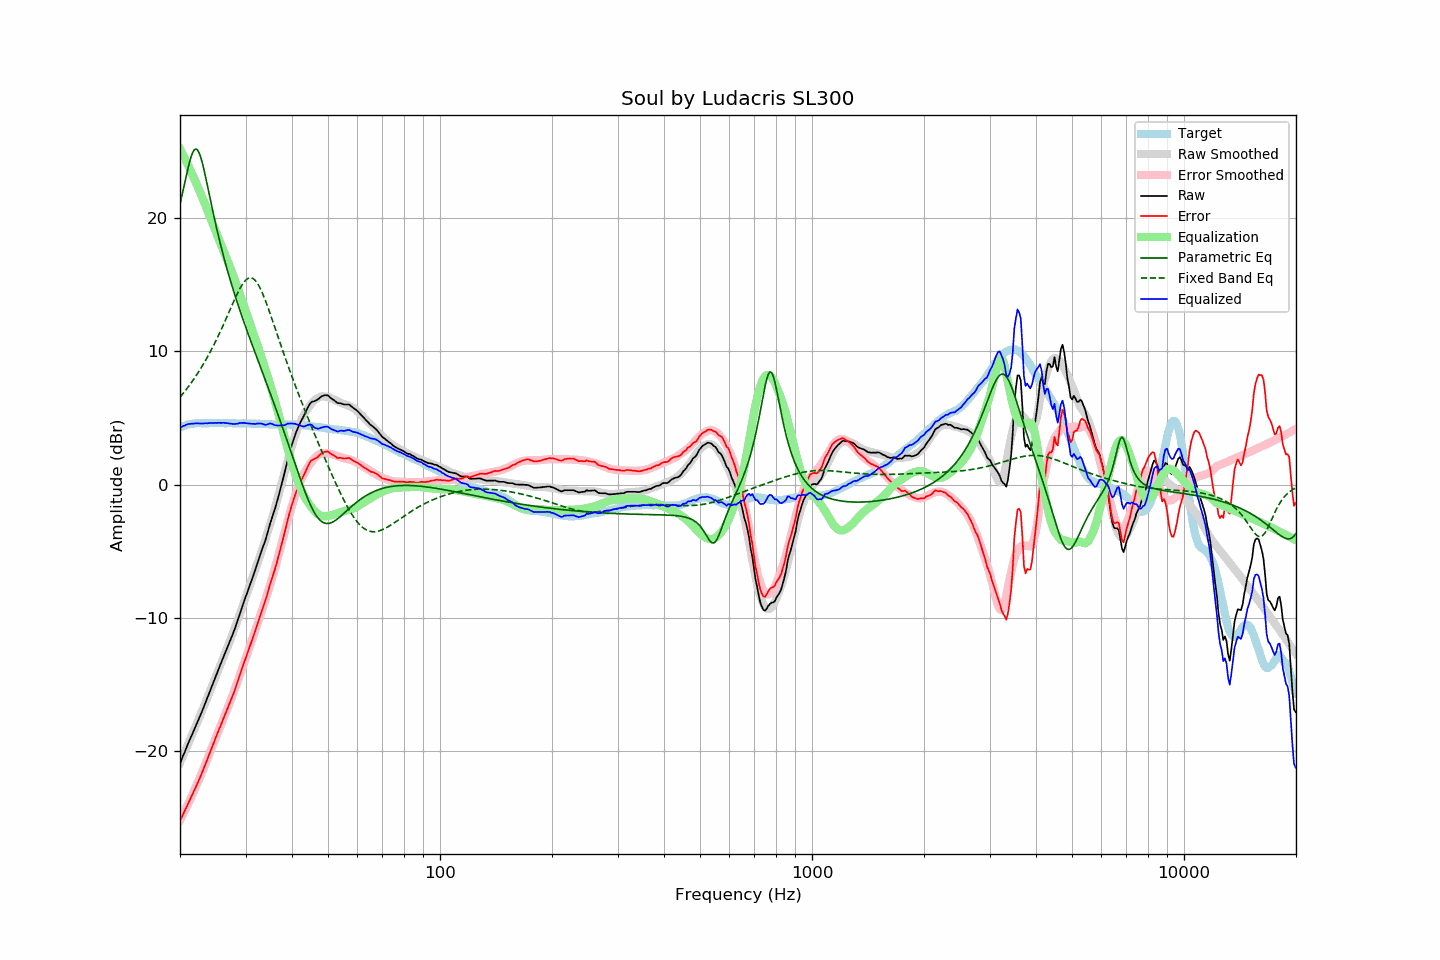 Soul by Ludacris SL300
Target
Raw Smoothed
Error Smoothed
Raw
Error
Equalization
Parametric Eq
Fixed Band Eq
Equalized
20
10
0
−10
−20
Amplitude (dBr)
100
1000
10000
Frequency (Hz)